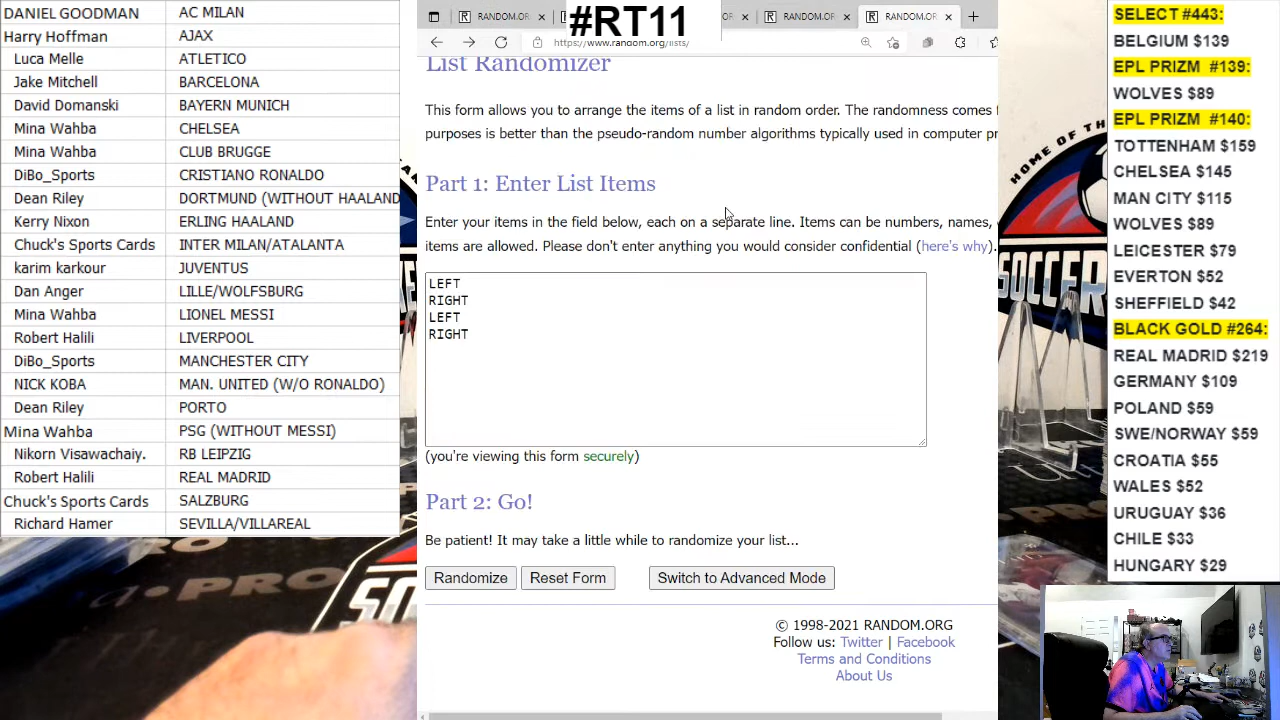 DANIEL GOODMAN AC MILAN
Harry Hoffman AJAX
Luca Melle ATLETICO
Jake Mitchell BARCELONA
David Domanski BAYERN MUNICH
Mina Wahba CHELSEA
Mina Wahba CLUB BRUGGE
DiBo_Sports CRISTIANO RONALDO
Dean Riley DORTMUND (WITHOUT HAALAND
Kerry Nixon ERLING HAALAND
Chuck's Sports Cards INTER MILAN/ATALANTA
karim karkour JUVENTUS
Dan Anger LILLE/WOLFSBURG
Mina Wahba LIONEL MESSI
Robert Halili LIVERPOOL
DiBo_Sports MANCHESTER CITY
NICK KOBA MAN. UNITED (W/O RONALDO)
Dean Riley PORTO
Mina Wahba PSG (WITHOUT MESSI)
Nikorn Visawachaiy. RB LEIPZIG
Robert Halili REAL MADRID
Chuck's Sports Cards SALZBURG
Richard Hamer SEVILLA/VILLAREAL
#RT11
RANDOM.OF RANDOM.OF RANDOM.OF
https://www.random.org/lists/
List Randomizer
This form allows you to arrange the items of a list in random order. The randomness comes f
purposes is better than the pseudo-random number algorithms typically used in computer pr
Part 1: Enter List Items
Enter your items in the field below, each on a separate line. Items can be numbers, names,
items are allowed. Please don't enter anything you would consider confidential (here's why).
LEFT
RIGHT
LEFT
RIGHT
(you're viewing this form securely)
Part 2: Go!
Be patient! It may take a little while to randomize your list...
Randomize Reset Form Switch to Advanced Mode
© 1998-2021 RANDOM.ORG
Follow us: Twitter | Facebook
Terms and Conditions
About Us
HOME OF TH
SOCCER
SELECT #443:
BELGIUM $139
EPL PRIZM #139:
WOLVES $89
EPL PRIZM #140:
TOTTENHAM $159
CHELSEA $145
MAN CITY $115
WOLVES $89
LEICESTER $79
EVERTON $52
SHEFFIELD $42
BLACK GOLD #264:
REAL MADRID $219
GERMANY $109
POLAND $59
SWE/NORWAY $59
CROATIA $55
WALES $52
URUGUAY $36
CHILE $33
HUNGARY $29